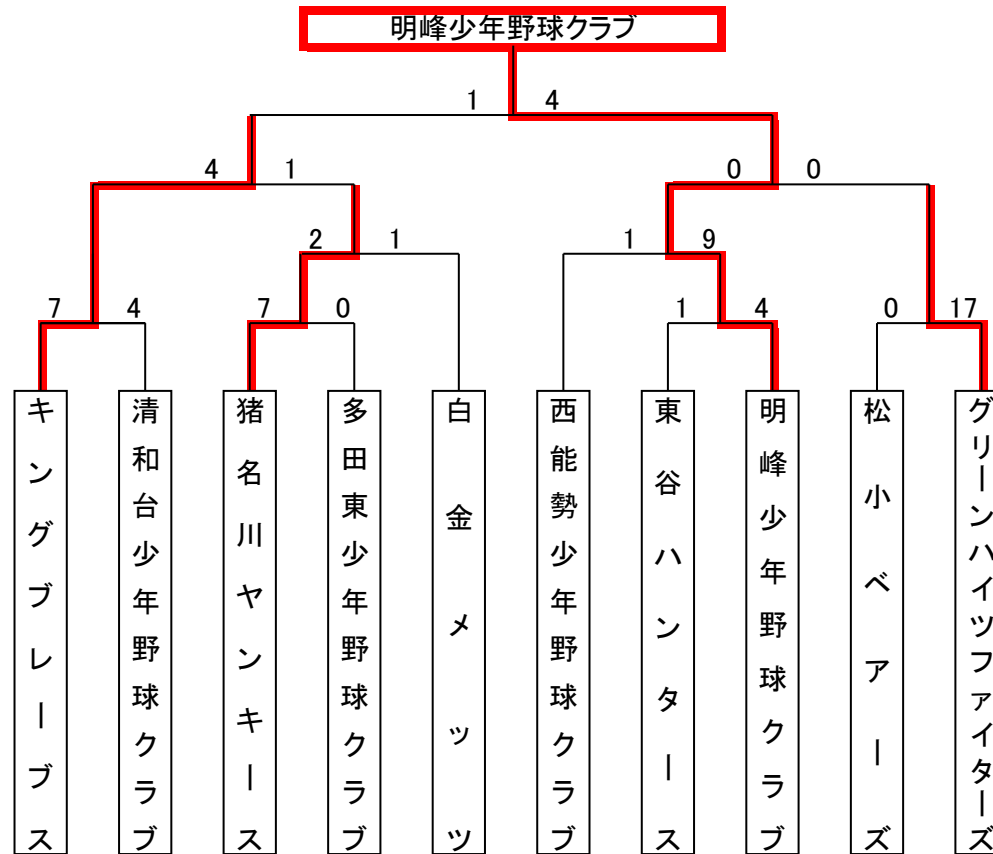 明峰少年野球クラブ
1 4
4 1 0 0
2 1 1 9
7 4 7 0 1 4 0 17
キングブレーブス
清和台少年野球クラブ
猪名川ヤンキース
多田東少年野球クラブ
白金メッツ
西能勢少年野球クラブ
東谷ハンタース
明峰少年野球クラブ
松小ベアーズ
グリーンハイツファイターズ